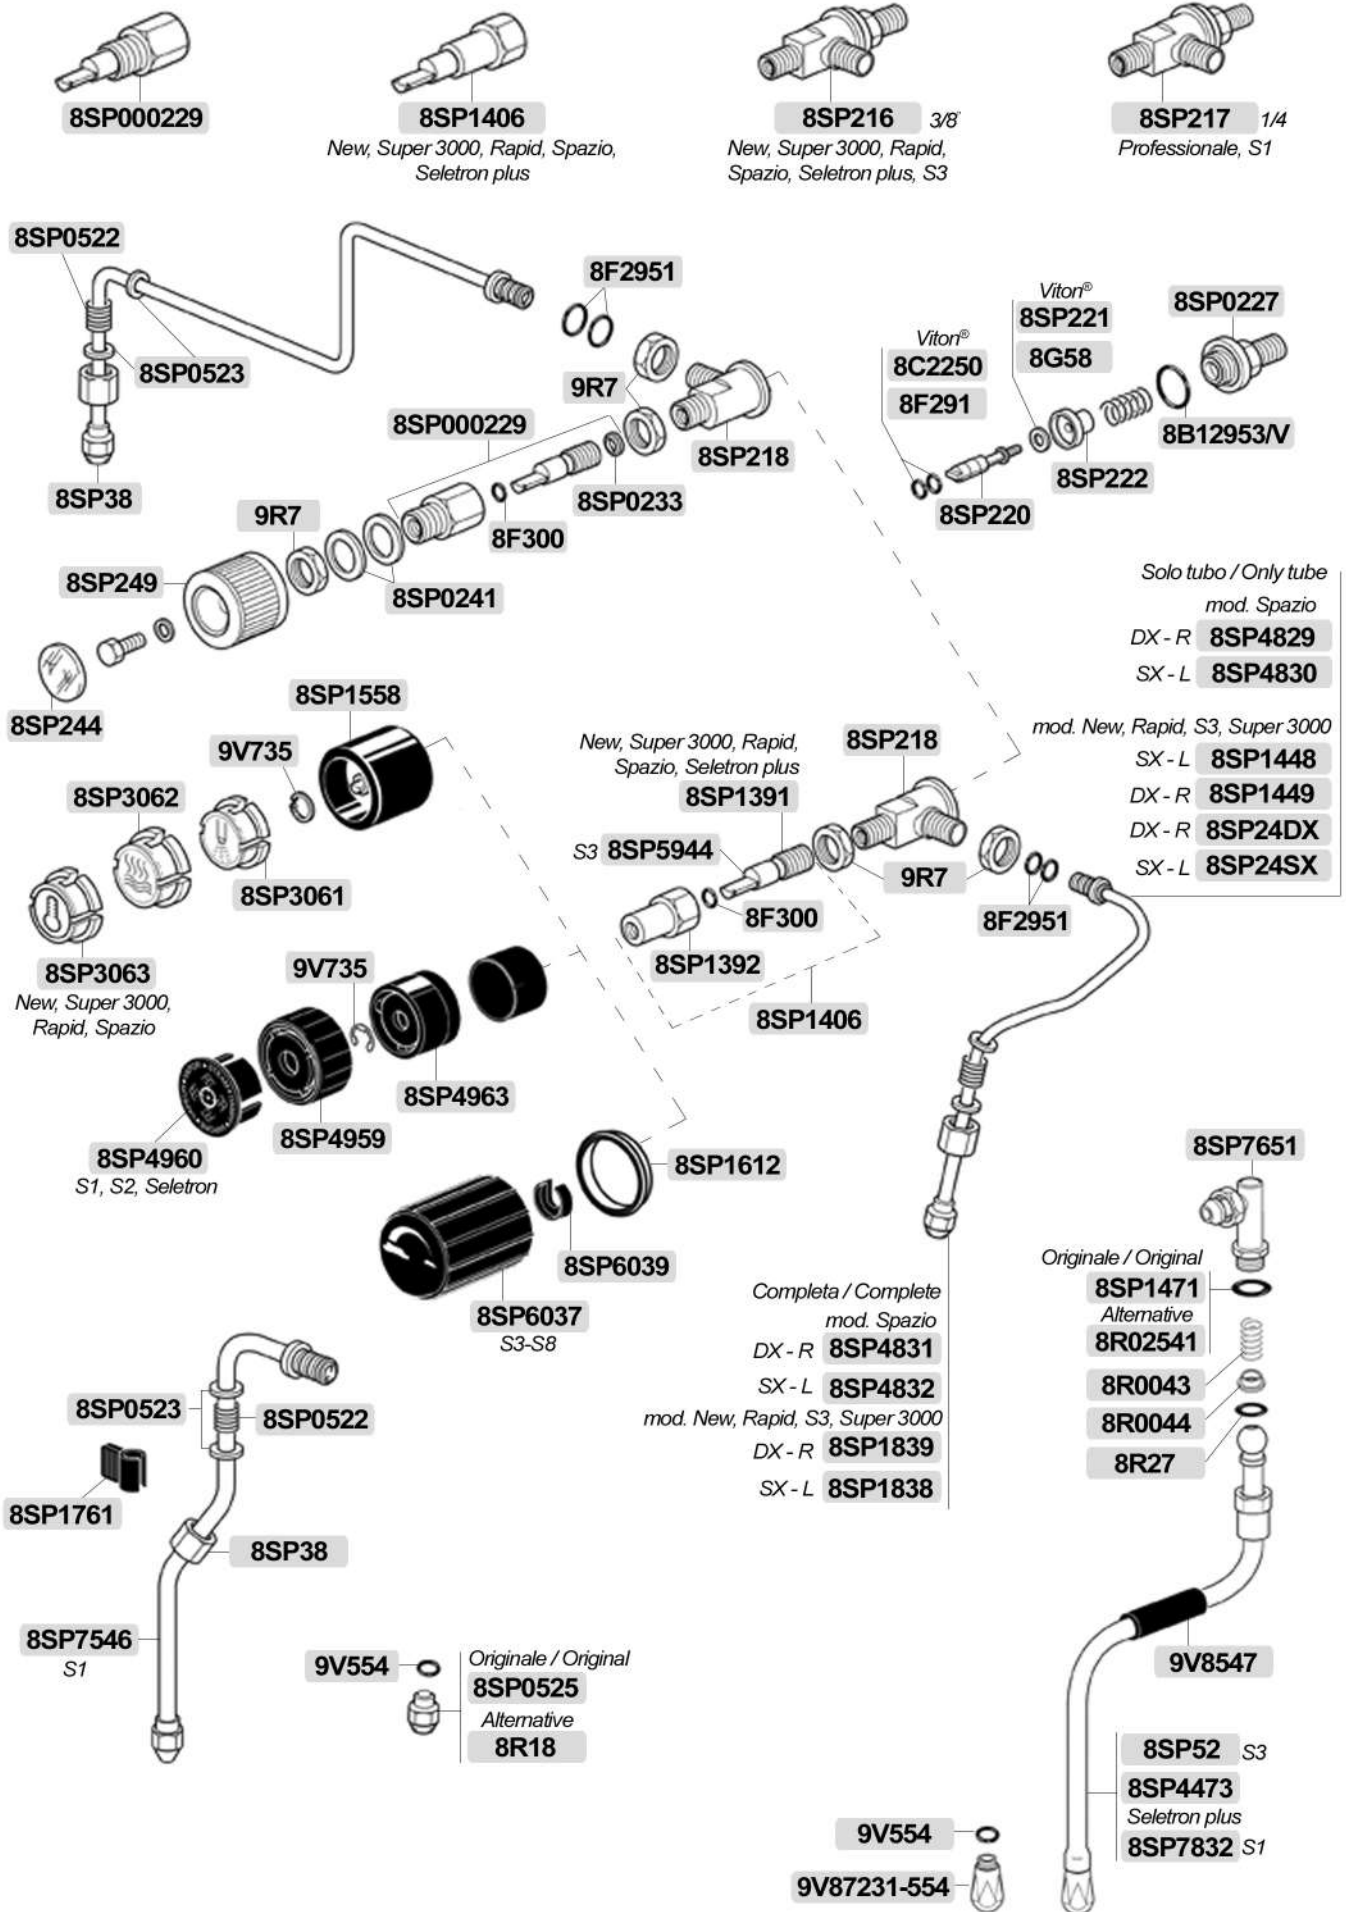 8SP000229
8SP1406
New, Super 3000, Rapid, Spazio,
Seletron plus
8SP216 3/8"
New, Super 3000, Rapid,
Spazio, Seletron plus, S3
8SP217 1/4
Professionale, S1
8SP0522
8SP0523
8SP38
8F2951
9R7
8SP218
8SP000229
8SP0233
8F300
9R7
8SP0241
8SP249
8SP244
Viton®
8C2250
8F291
Viton®
8SP221
8G58
8SP0227
8B12953/V
8SP222
8SP220
Solo tubo / Only tube
mod. Spazio
DX - R 8SP4829
SX - L 8SP4830
mod. New, Rapid, S3, Super 3000
SX - L 8SP1448
DX - R 8SP1449
DX - R 8SP24DX
SX - L 8SP24SX
8SP1558
9V735
8SP3062
8SP3061
8SP3063
New, Super 3000,
Rapid, Spazio
New, Super 3000, Rapid,
Spazio, Seletron plus
8SP1391
8SP218
S3 8SP5944
9R7
8F300
8F2951
8SP1392
8SP1406
9V735
8SP4963
8SP4959
8SP4960
S1, S2, Seletron
8SP1612
8SP6039
8SP6037
S3-S8
Completa / Complete
mod. Spazio
DX - R 8SP4831
SX - L 8SP4832
mod. New, Rapid, S3, Super 3000
DX - R 8SP1839
SX - L 8SP1838
8SP7651
Originale / Original
8SP1471
Alternative
8R02541
8R0043
8R0044
8R27
9V8547
8SP52 S3
8SP4473
Seletron plus
8SP7832 S1
8SP0523
8SP0522
8SP1761
8SP38
8SP7546
S1
9V554
Originale / Original
8SP0525
Alternative
8R18
9V554
9V87231-554